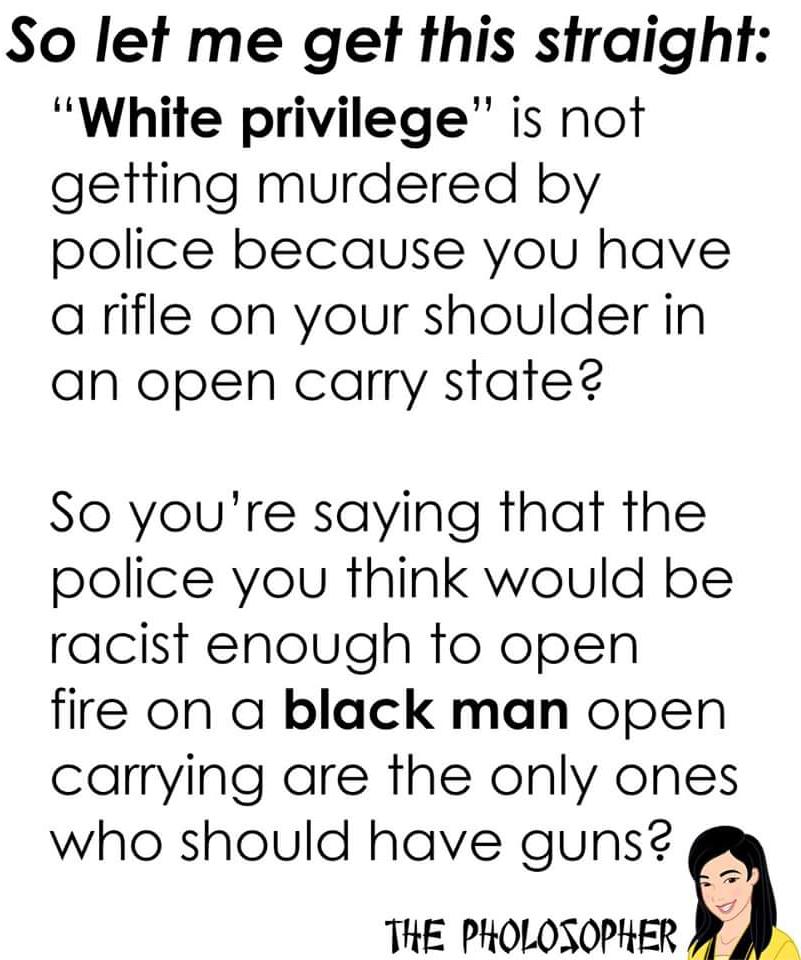 So let me get this straight:
“White privilege” is not
getting murdered by
police because you have
a rifle on your shoulder in
an open carry state?
So you’re saying that the
police you think would be
racist enough to open
fire on a black man open
carrying are the only ones
who should have guns?
THE PHOLOSOPHER